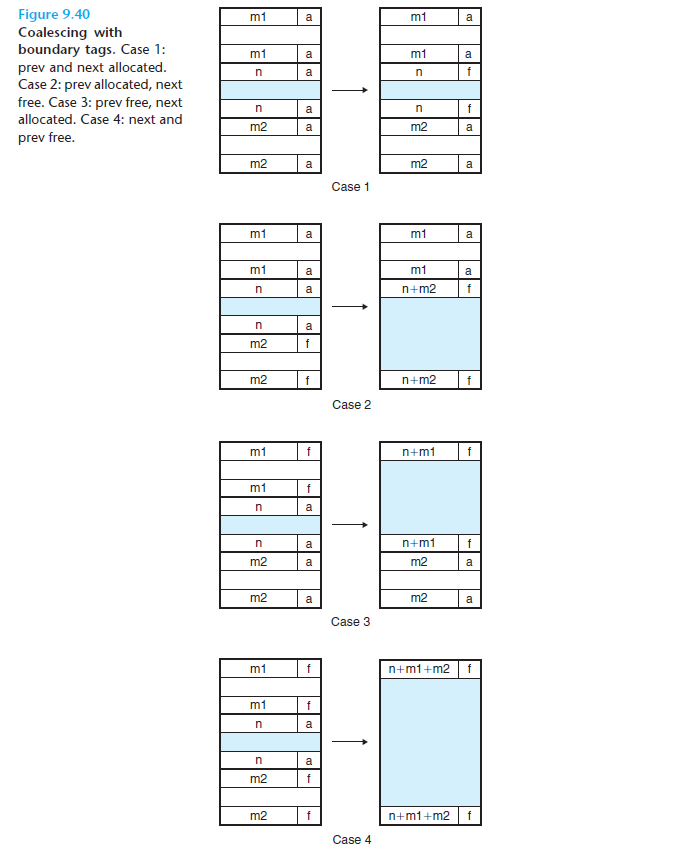 Figure 9.40
Coalescing with
boundary tags. Case 1:
prev and next allocated.
Case 2: prev allocated, next
free. Case 3: prev free, next
allocated. Case 4: next and
prev free.
m1 a m1 a
m1 a m1 a
n a n f
n a n f
m2 a m2 a
m2 a m2 a
Case 1
m1 a m1 a
m1 a m1 a
n a n+m2 f
n a
m2 f
m2 f n+m2 f
Case 2
m1 f n+m1 f
m1 f
n a
n a n+m1 f
m2 a m2 a
m2 a m2 a
Case 3
m1 f n+m1+m2 f
m1 f
n a
n a
m2 f
m2 f n+m1+m2 f
Case 4